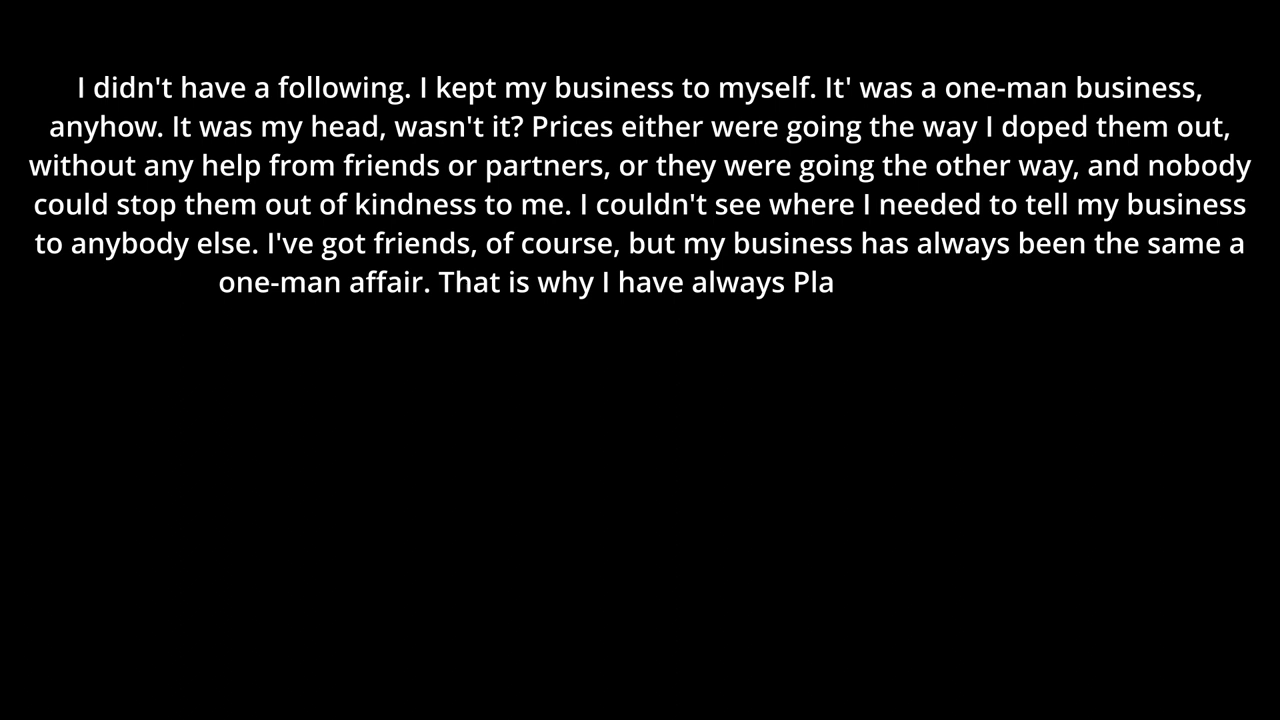 I didn't have a following. I kept my business to myself. It' was a one-man business,
anyhow. It was my head, wasn't it? Prices either were going the way I doped them out,
without any help from friends or partners, or they were going the other way, and nobody
could stop them out of kindness to me. I couldn't see where I needed to tell my business
to anybody else. I've got friends, of course, but my business has always been the same a
one-man affair. That is why I have always Pla